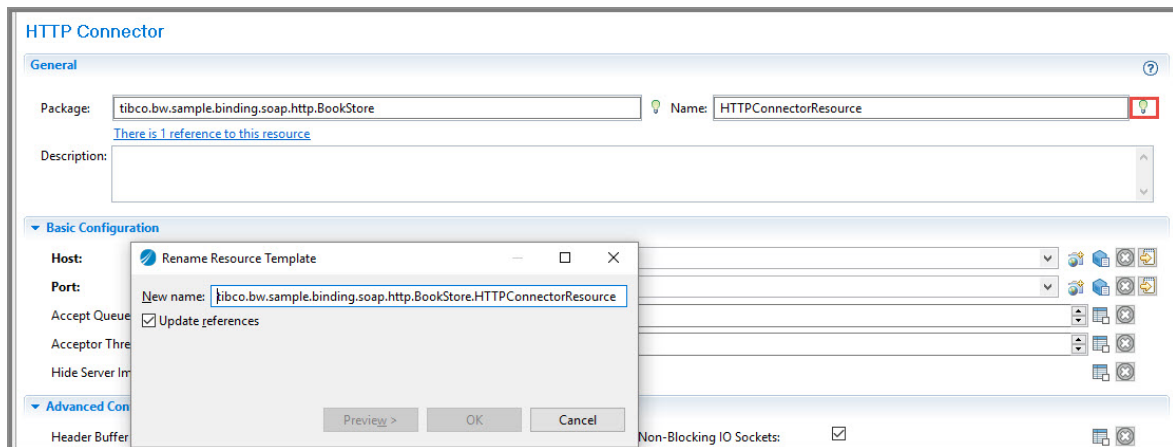 HTTP Connector
General
Package: tibco.bw.sample.binding.soap.http.BookStore Name: HTTPConnectorResource
There is 1 reference to this resource
Description:
Basic Configuration
Host:
Rename Resource Template
Port:
New name: tibco.bw.sample.binding.soap.http.BookStore.HTTPConnectorResource
Accept Queue
Update references
Acceptor Thre
Hide Server Im
Advanced Con
Preview > OK Cancel
Header Buffer Non-Blocking IO Sockets: